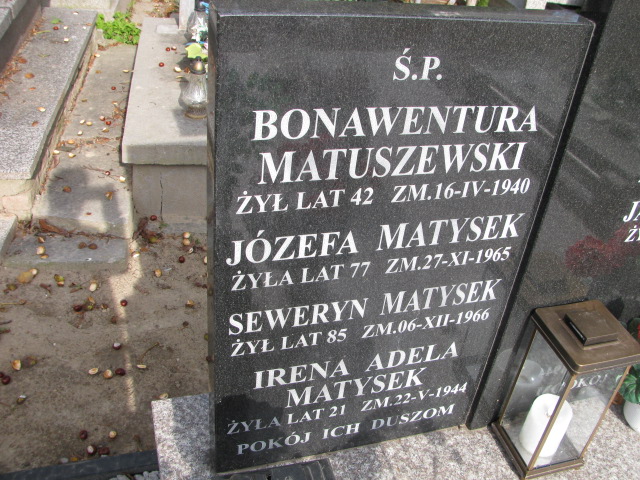 Ś.P.
BONAWENTURA
MATUSZEWSKI
ŻYŁ LAT 42 ZM.16-IV-1940
JÓZEFA MATYSEK
ŻYŁA LAT 77 ZM.27-XI-1965
SEWERYN MATYSEK
ŻYŁ LAT 85 ZM.06-XII-1966
IRENA ADELA
MATYSEK
ŻYŁA LAT 21 ZM.22-V-1944
POKÓJ ICH DUSZOM